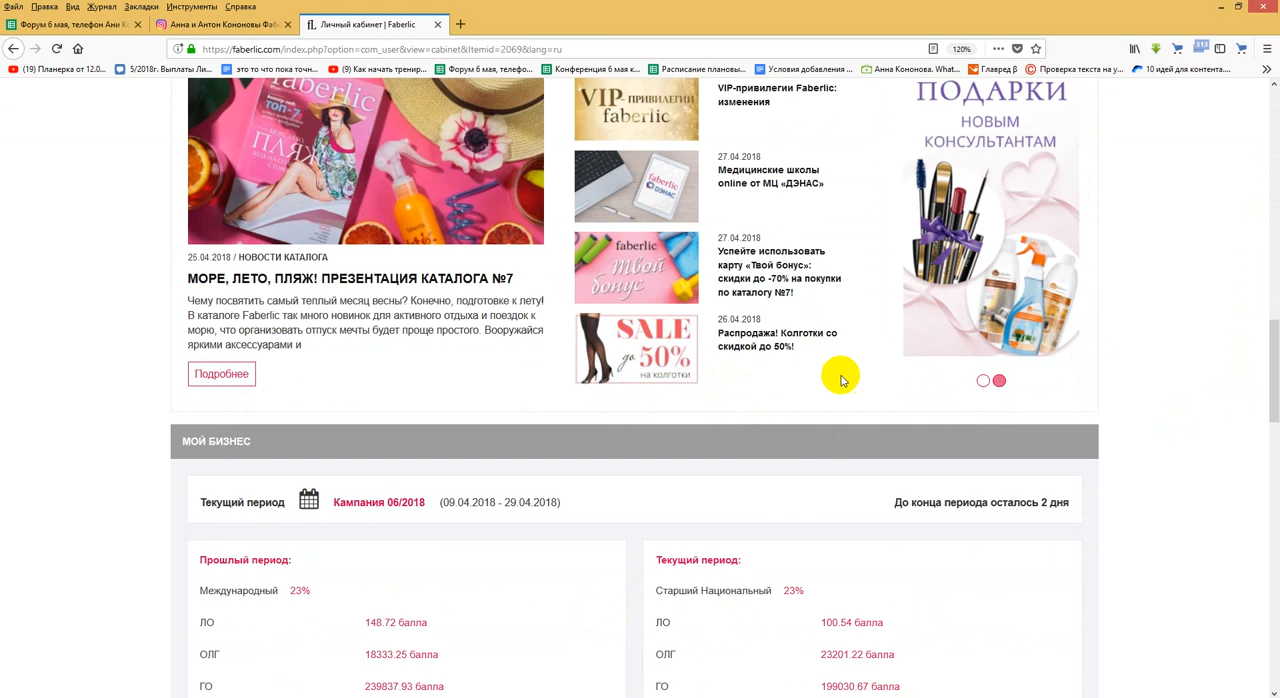 Файл Правка Вид Журнал Закладки Инструменты Справка
Форум 6 мая, телефон Ани К
Анна и Антон Кононовы Фаб
Личный кабинет | Faberlic
https://faberlic.com/index.php?option=com_user&view=cabinet&Itemid=2069&lang=ru
120%
313
(19) Планерка от 12.0...
5/2018г. Выплаты Ли...
это то что пока точн...
(9) Как начать тренир...
Форум 6 мая, телефо...
Конференция 6 мая к...
Расписание плановы...
Условия добавления ...
Анна Кононова. What...
Главред β
Проверка текста на у...
10 идей для контента....
faberlic
ТОП-7
ПЛЯЖ
25.04.2018 / НОВОСТИ КАТАЛОГА
МОРЕ, ЛЕТО, ПЛЯЖ! ПРЕЗЕНТАЦИЯ КАТАЛОГА №7
Чему посвятить самый теплый месяц весны? Конечно, подготовке к лету!
В каталоге Faberlic так много новинок для активного отдыха и поездок к
морю, что организовать отпуск мечты будет проще простого. Вооружайся
яркими аксессуарами и
Подробнее
VIP-ПРИВИЛЕГИИ
faberlic
VIP-привилегии Faberlic:
изменения
faberlic
ДЭНАС
27.04.2018
Медицинские школы
online от МЦ «ДЭНАС»
faberlic
Твой
бонус
27.04.2018
Успейте использовать
карту «Твой бонус»:
скидки до -70% на покупки
по каталогу №7!
SALE
до 50%
на колготки
26.04.2018
Распродажа! Колготки со
скидкой до 50%!
ПОДАРКИ
НОВЫМ
КОНСУЛЬТАНТАМ
МОЙ БИЗНЕС
Текущий период Кампания 06/2018 (09.04.2018 - 29.04.2018) До конца периода осталось 2 дня
Прошлый период:
Международный 23%
ЛО 148.72 балла
ОЛГ 18333.25 балла
ГО 239837.93 балла
Текущий период:
Старший Национальный 23%
ЛО 100.54 балла
ОЛГ 23201.22 балла
ГО 199030.67 балла